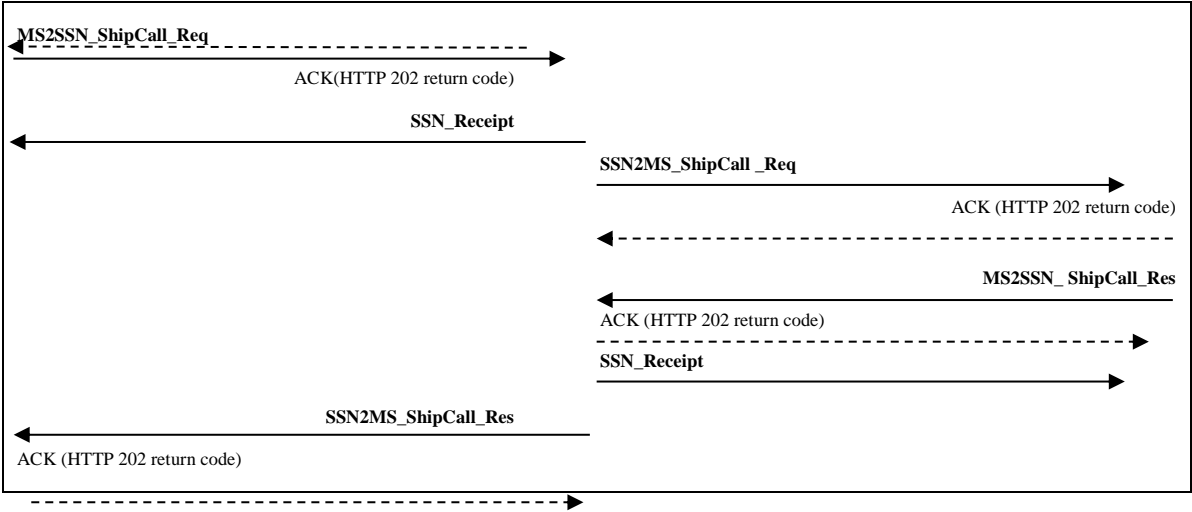 MS2SSN_ShipCall_Req
ACK(HTTP 202 return code)
SSN_Receipt
SSN2MS_ShipCall _Req
ACK (HTTP 202 return code)
MS2SSN_ ShipCall_Res
ACK (HTTP 202 return code)
SSN_Receipt
SSN2MS_ShipCall_Res
ACK (HTTP 202 return code)